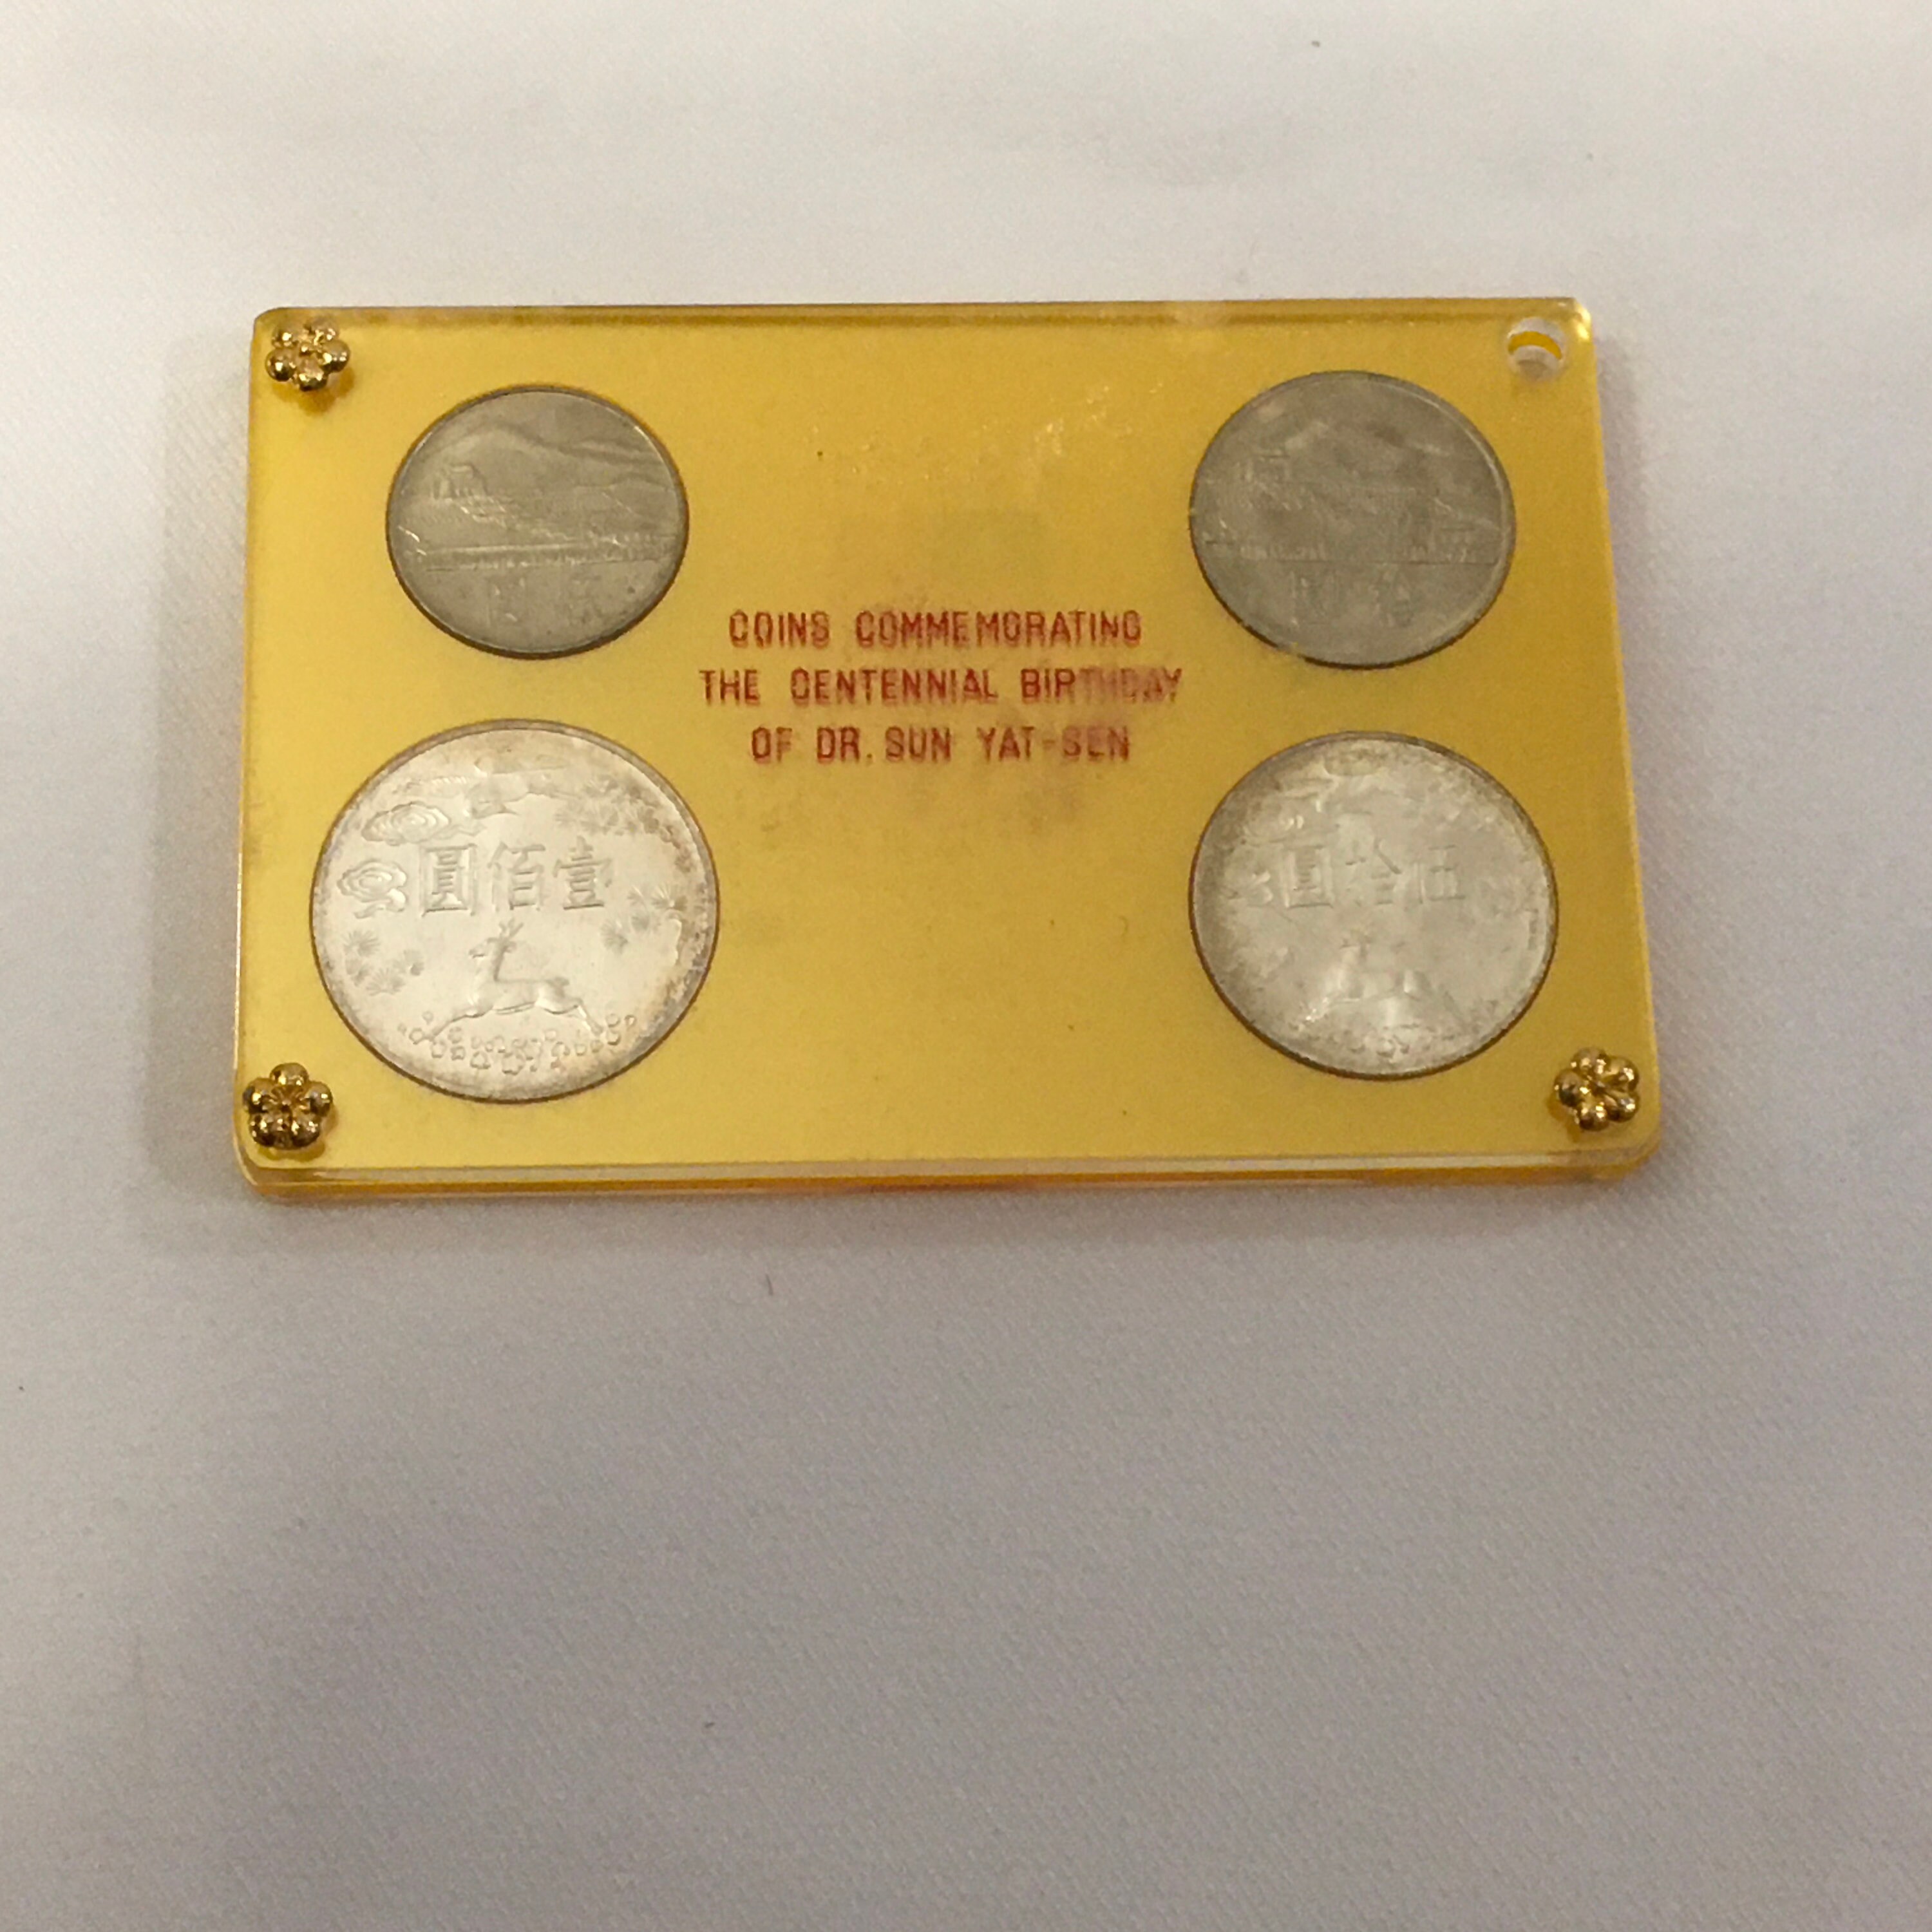 COINS COMMEMORATING
THE CENTENNIAL BIRTHDAY
OF DR. SUN YAT-SEN
壹佰圓
伍拾圓